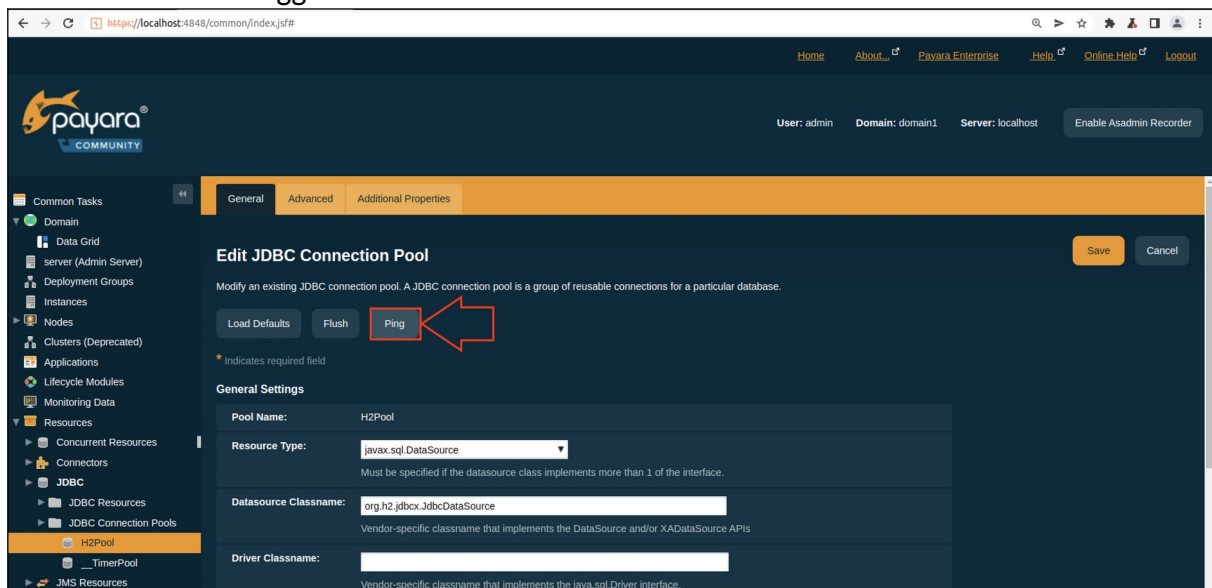 https://localhost:4848/common/index.jsf#
Home About... Payara Enterprise Help Online Help Logout
payara®
COMMUNITY
User: admin Domain: domain1 Server: localhost Enable Asadmin Recorder
Common Tasks
Domain
Data Grid
server (Admin Server)
Deployment Groups
Instances
Nodes
Clusters (Deprecated)
Applications
Lifecycle Modules
Monitoring Data
Resources
Concurrent Resources
Connectors
JDBC
JDBC Resources
JDBC Connection Pools
H2Pool
__TimerPool
JMS Resources
General Advanced Additional Properties
Edit JDBC Connection Pool
Save Cancel
Modify an existing JDBC connection pool. A JDBC connection pool is a group of reusable connections for a particular database.
Load Defaults Flush Ping
* Indicates required field
General Settings
Pool Name: H2Pool
Resource Type: javax.sql.DataSource
Must be specified if the datasource class implements more than 1 of the interface.
Datasource Classname: org.h2.jdbcx.JdbcDataSource
Vendor-specific classname that implements the DataSource and/or XADataSource APIs
Driver Classname:
Vendor-specific classname that implements the java.sql.Driver interface.